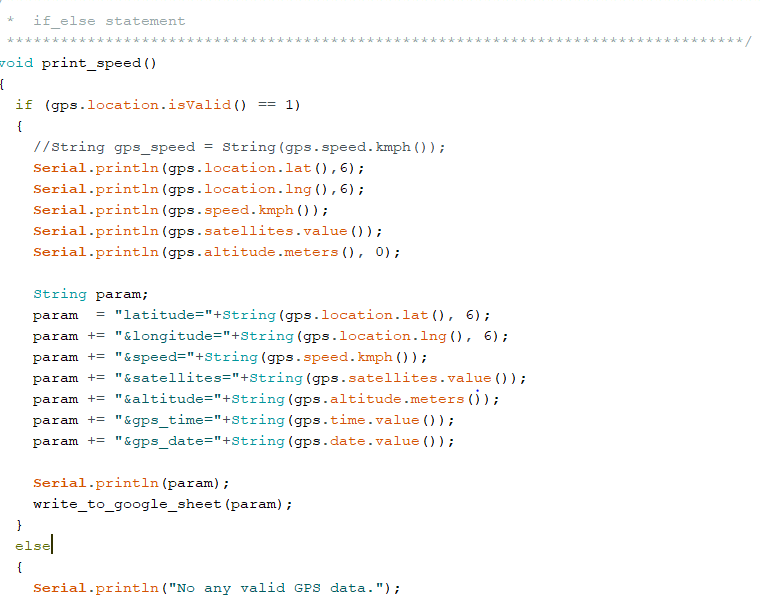 *  if_else statement
***********************************************************************************/
void print_speed()
{
  if (gps.location.isValid() == 1)
  {
    //String gps_speed = String(gps.speed.kmph());
    Serial.println(gps.location.lat(),6);
    Serial.println(gps.location.lng(),6);
    Serial.println(gps.speed.kmph());
    Serial.println(gps.satellites.value());
    Serial.println(gps.altitude.meters(), 0);

    String param;
    param  = "latitude="+String(gps.location.lat(), 6);
    param += "&longitude="+String(gps.location.lng(), 6);
    param += "&speed="+String(gps.speed.kmph());
    param += "&satellites="+String(gps.satellites.value());
    param += "&altitude="+String(gps.altitude.meters());
    param += "&gps_time="+String(gps.time.value());
    param += "&gps_date="+String(gps.date.value());

    Serial.println(param);
    write_to_google_sheet(param);
  }
  else
  {
    Serial.println("No any valid GPS data.");